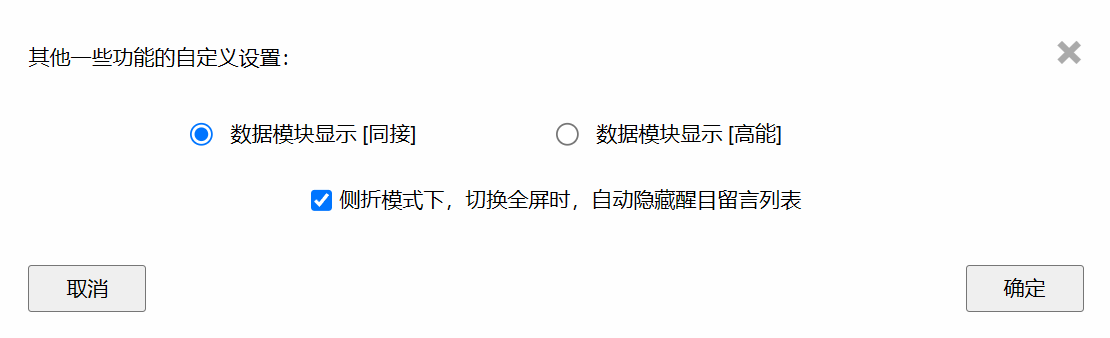 其他一些功能的自定义设置：
数据模块显示 [同接] 数据模块显示 [高能]
侧折模式下，切换全屏时，自动隐藏醒目留言列表
取消 确定